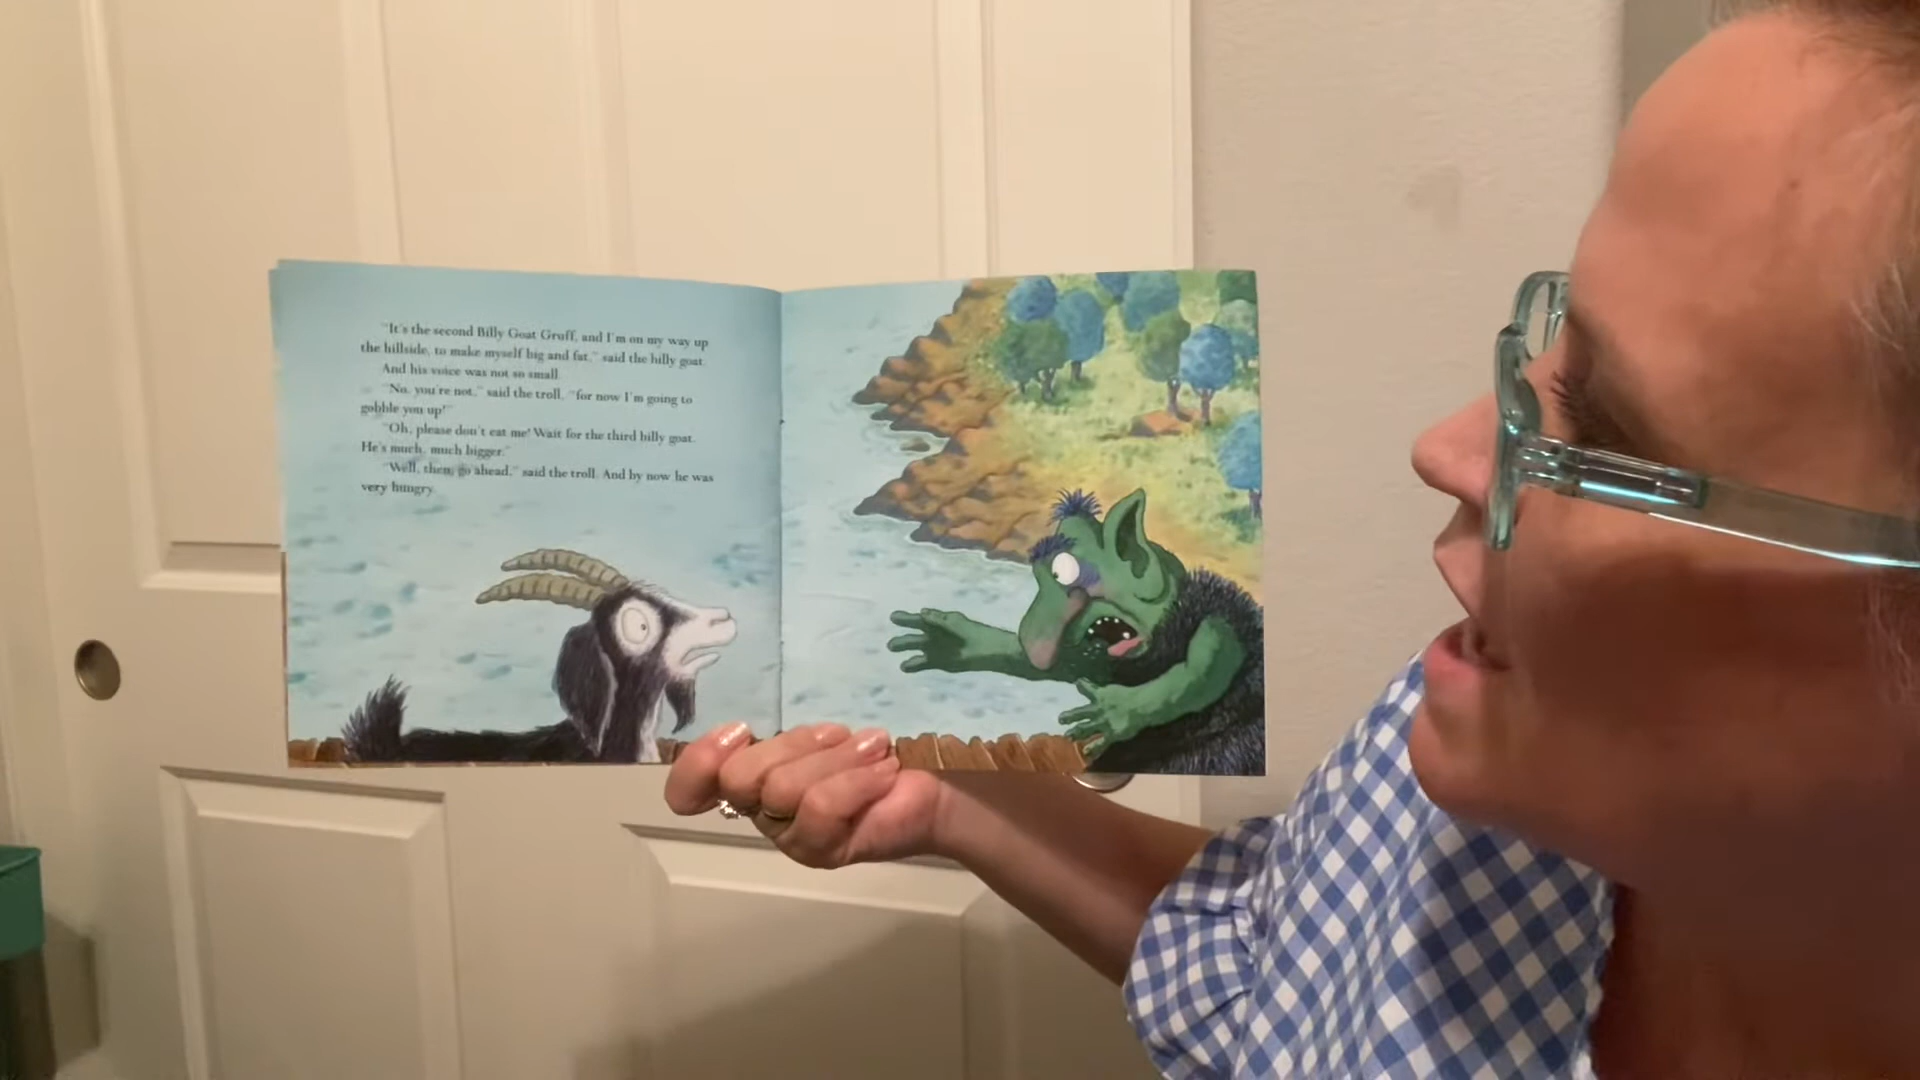 "It's the second Billy Goat Gruff, and I'm on my way up
the hillside, to make myself big and fat," said the billy goat.
And his voice was not so small.
"No, you're not," said the troll, "for now I'm going to
gobble you up!"
"Oh, please don't eat me! Wait for the third billy goat.
He's much, much bigger."
"Well, then, go ahead," said the troll. And by now he was
very hungry.